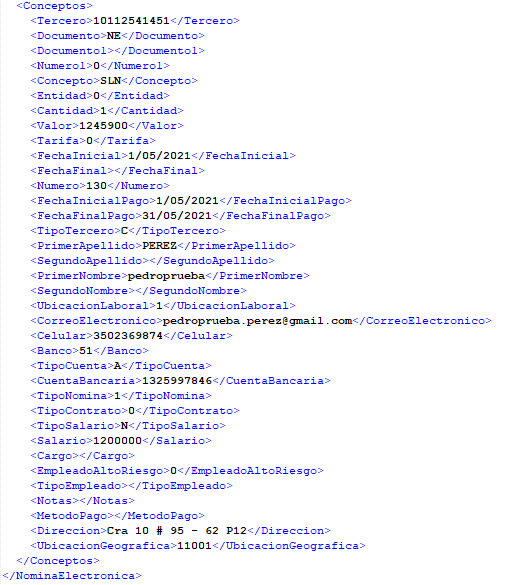 <Conceptos>
<Tercero>10112541451</Tercero>
<Documento>NE</Documento>
<Documento1></Documento1>
<Numero1>0</Numero1>
<Concepto>SLN</Concepto>
<Entidad>0</Entidad>
<Cantidad>1</Cantidad>
<Valor>1245900</Valor>
<Tarifa>0</Tarifa>
<FechaInicial>1/05/2021</FechaInicial>
<FechaFinal></FechaFinal>
<Numero>130</Numero>
<FechaInicialPago>1/05/2021</FechaInicialPago>
<FechaFinalPago>31/05/2021</FechaFinalPago>
<TipoTercero>C</TipoTercero>
<PrimerApellido>PEREZ</PrimerApellido>
<SegundoApellido></SegundoApellido>
<PrimerNombre>pedroprueba</PrimerNombre>
<SegundoNombre></SegundoNombre>
<UbicacionLaboral>1</UbicacionLaboral>
<CorreoElectronico>pedroprueba.perez@gmail.com</CorreoElectronico>
<Celular>3502369874</Celular>
<Banco>51</Banco>
<TipoCuenta>A</TipoCuenta>
<CuentaBancaria>1325997846</CuentaBancaria>
<TipoNomina>1</TipoNomina>
<TipoContrato>0</TipoContrato>
<TipoSalario>N</TipoSalario>
<Salario>1200000</Salario>
<Cargo></Cargo>
<EmpleadoAltoRiesgo>0</EmpleadoAltoRiesgo>
<TipoEmpleado></TipoEmpleado>
<Notas></Notas>
<MetodoPago></MetodoPago>
<Direccion>Cra 10 # 95 - 62 P12</Direccion>
<UbicacionGeografica>11001</UbicacionGeografica>
</Conceptos>
</NominaElectronica>